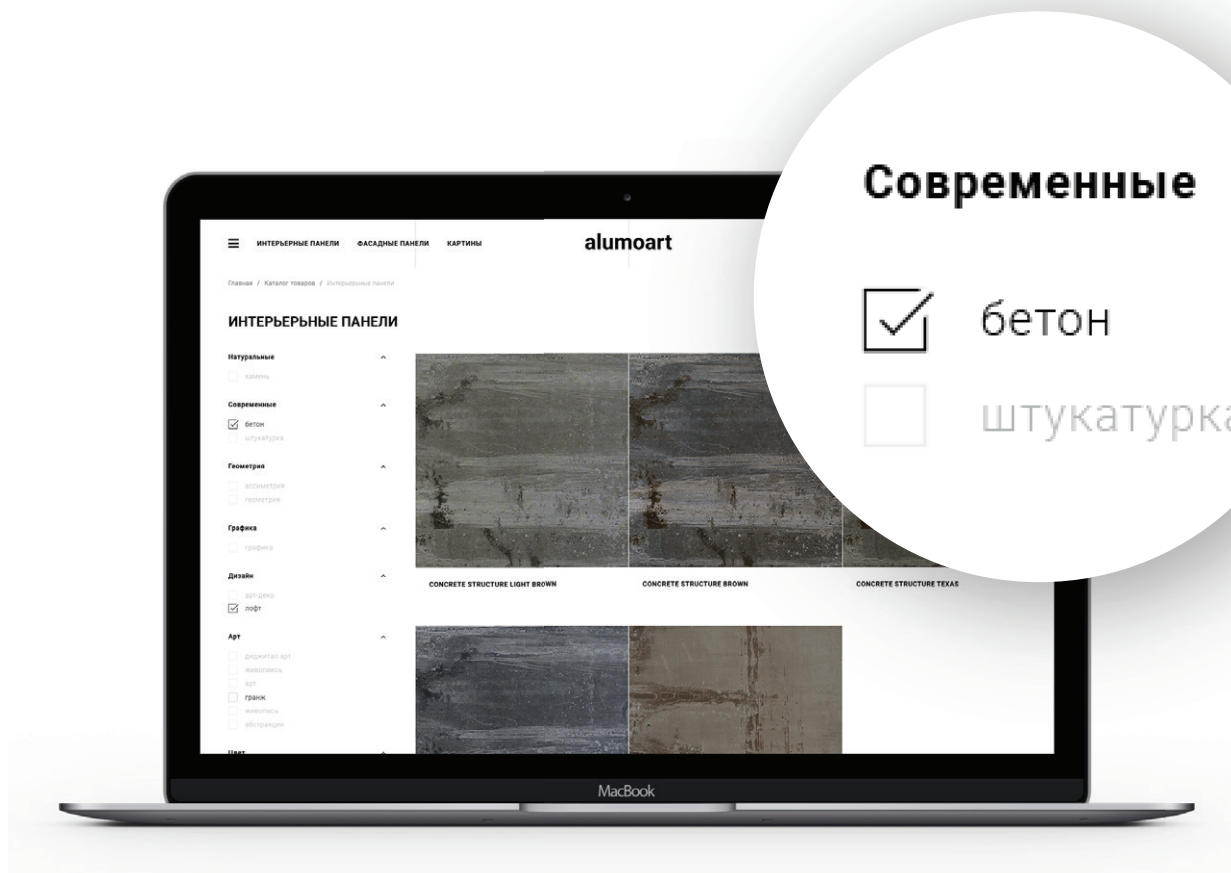 ИНТЕРЬЕРНЫЕ ПАНЕЛИ ФАСАДНЫЕ ПАНЕЛИ КАРТИНЫ alumoart
Главная / Каталог товаров / Интерьерные панели
ИНТЕРЬЕРЬНЫЕ ПАНЕЛИ
Натуральные
камень
Современные
бетон
штукатурка
Геометрия
ассиметрия
геометрия
Графика
графика
Дизайн
арт-деко
лофт
Арт
диджитал арт
живопись
арт
гранж
живопись
абстракция
Цвет
CONCRETE STRUCTURE LIGHT BROWN
CONCRETE STRUCTURE BROWN
CONCRETE STRUCTURE TEXAS
Современные
бетон
штукатурка
MacBook